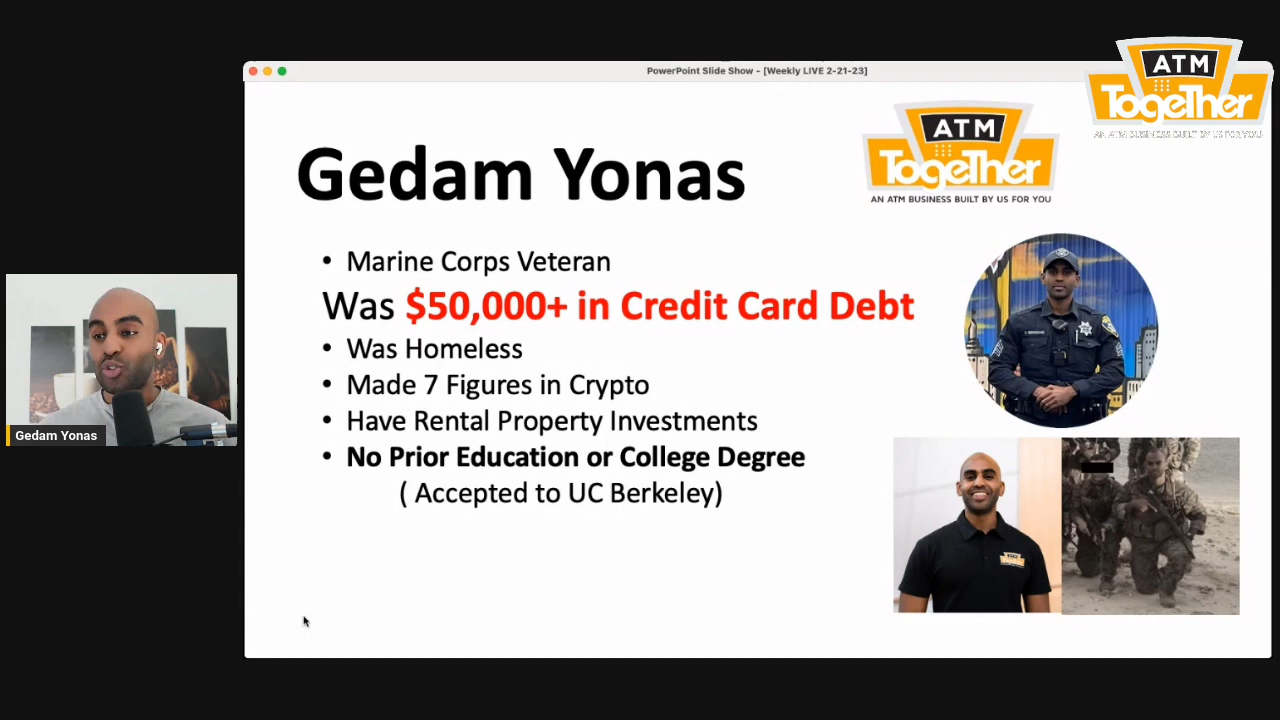 PowerPoint Slide Show - [Weekly LIVE 2-21-23]
ATM
TogeTher
AN ATM BUSINESS BUILT BY US FOR YOU
Gedam Yonas
ATM
TogeTher
AN ATM BUSINESS BUILT BY US FOR YOU
• Marine Corps Veteran
Was $50,000+ in Credit Card Debt
• Was Homeless
• Made 7 Figures in Crypto
• Have Rental Property Investments
• No Prior Education or College Degree
( Accepted to UC Berkeley)
Gedam Yonas